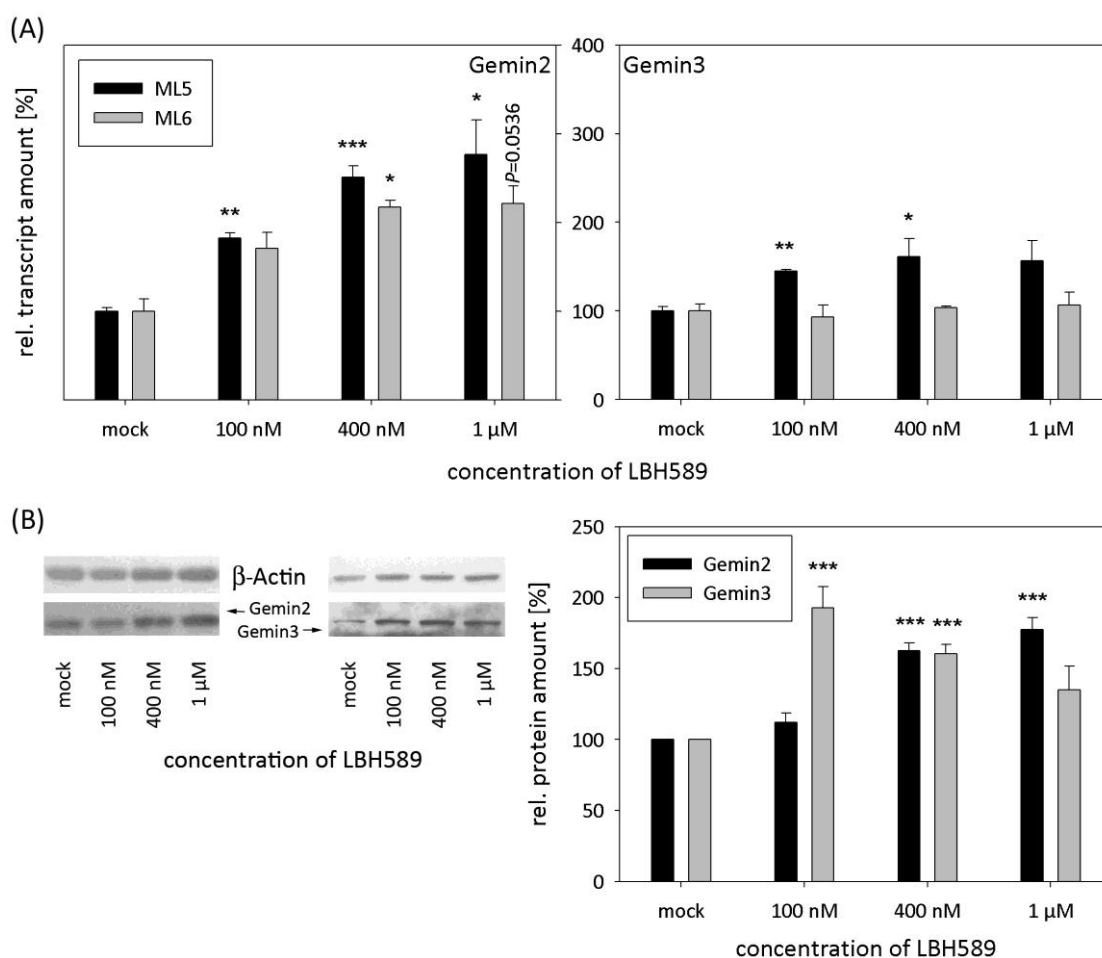 (A)
rel. transcript amount [%]
ML5
ML6
Gemin2
** *** * * P=0.0536
mock 100 nM 400 nM 1 µM
Gemin3
400
300
200
100
0
** *
mock 100 nM 400 nM 1 µM
concentration of LBH589
(B)
β-Actin
Gemin2
Gemin3
mock 100 nM 400 nM 1 µM
mock 100 nM 400 nM 1 µM
concentration of LBH589
rel. protein amount [%]
250
200
150
100
50
0
Gemin2
Gemin3
*** *** *** ***
mock 100 nM 400 nM 1 µM
concentration of LBH589